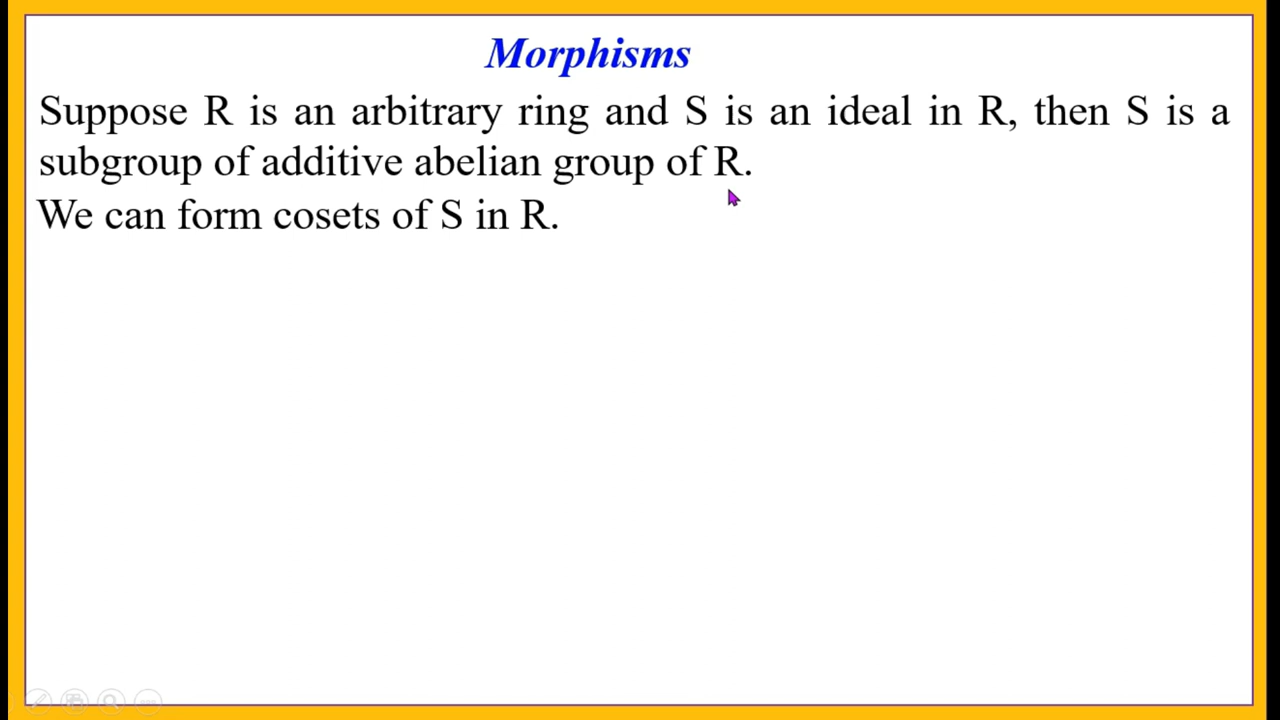 Morphisms
Suppose R is an arbitrary ring and S is an ideal in R, then S is a
subgroup of additive abelian group of R.
We can form cosets of S in R.